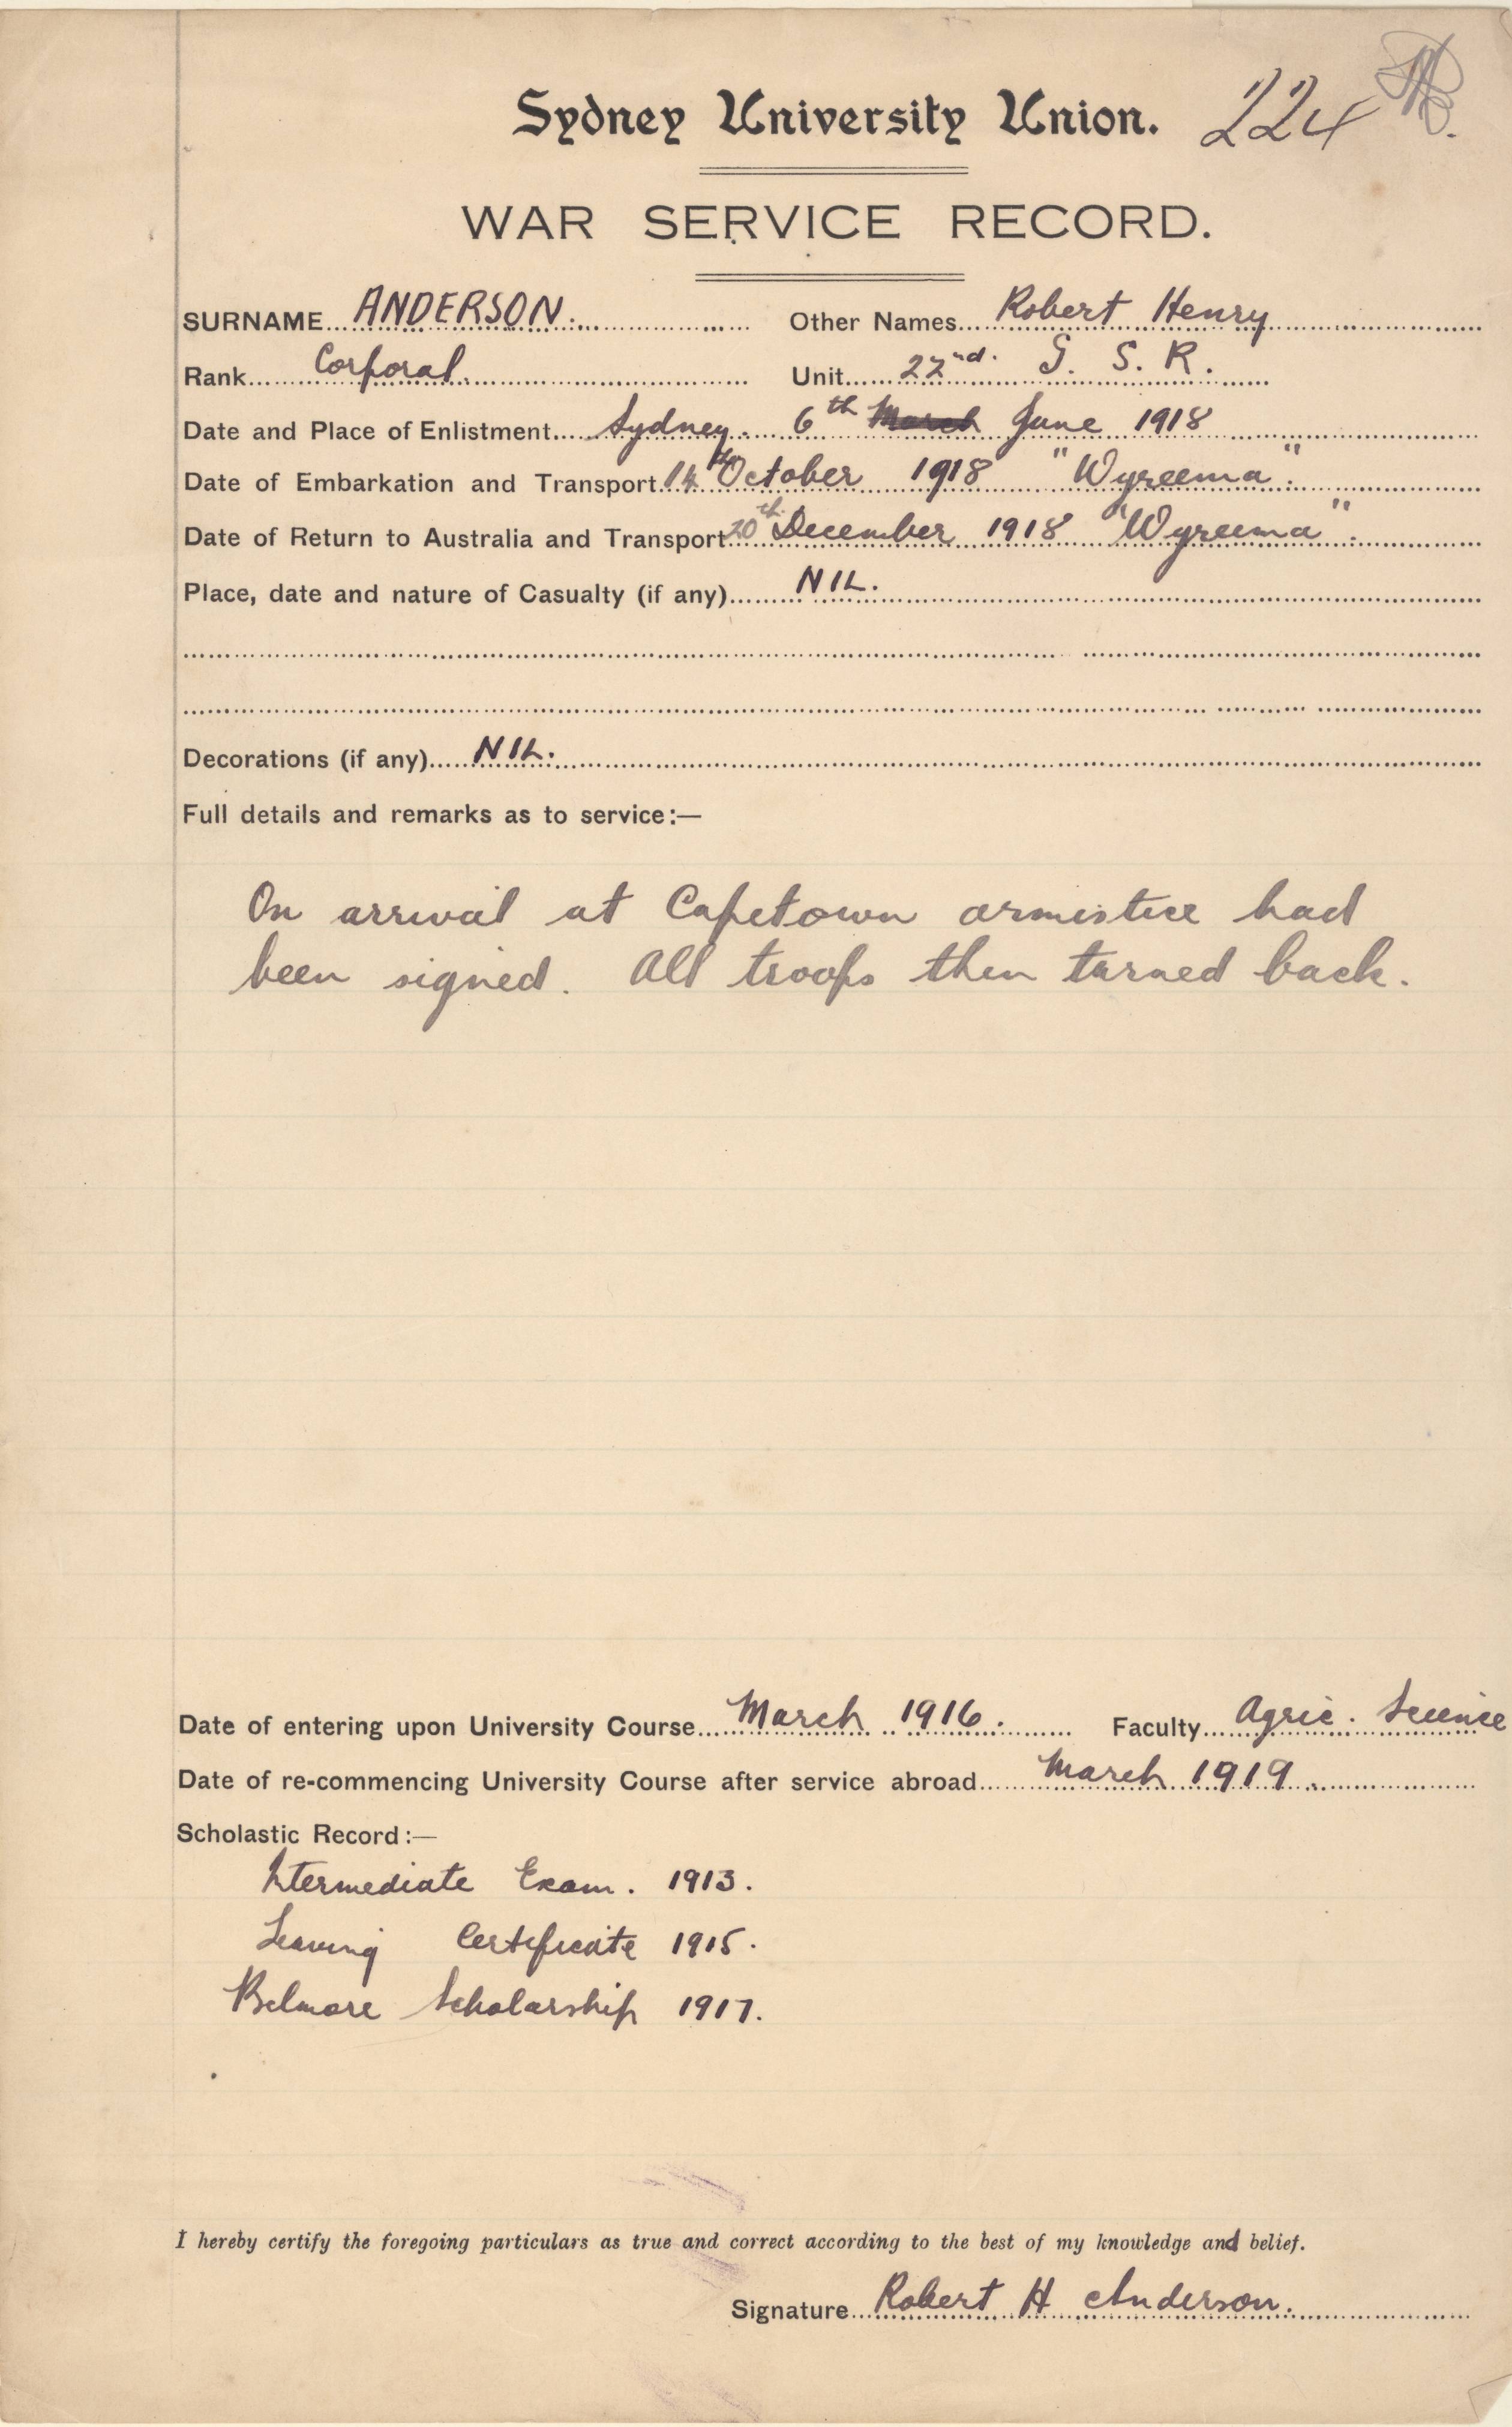 Sydney University Union. 224
WAR SERVICE RECORD.
SURNAME ANDERSON. Other Names Robert Henry
Rank Corporal. Unit 22nd. G. S. R.
Date and Place of Enlistment Sydney. 6th March June 1918
Date of Embarkation and Transport 14th October 1918 "Wyreema".
Date of Return to Australia and Transport 20th December 1918 "Wyreema".
Place, date and nature of Casualty (if any) NIL.
Decorations (if any) NIL.
Full details and remarks as to service:—
On arrival at Capetown armistice had
been signed. All troops then turned back.
Date of entering upon University Course March 1916. Faculty Agric. Science
Date of re-commencing University Course after service abroad March 1919.
Scholastic Record:—
Intermediate Exam. 1913.
Leaving Certificate 1915.
Belmore Scholarship 1917.
I hereby certify the foregoing particulars as true and correct according to the best of my knowledge and belief.
Signature Robert H Anderson.